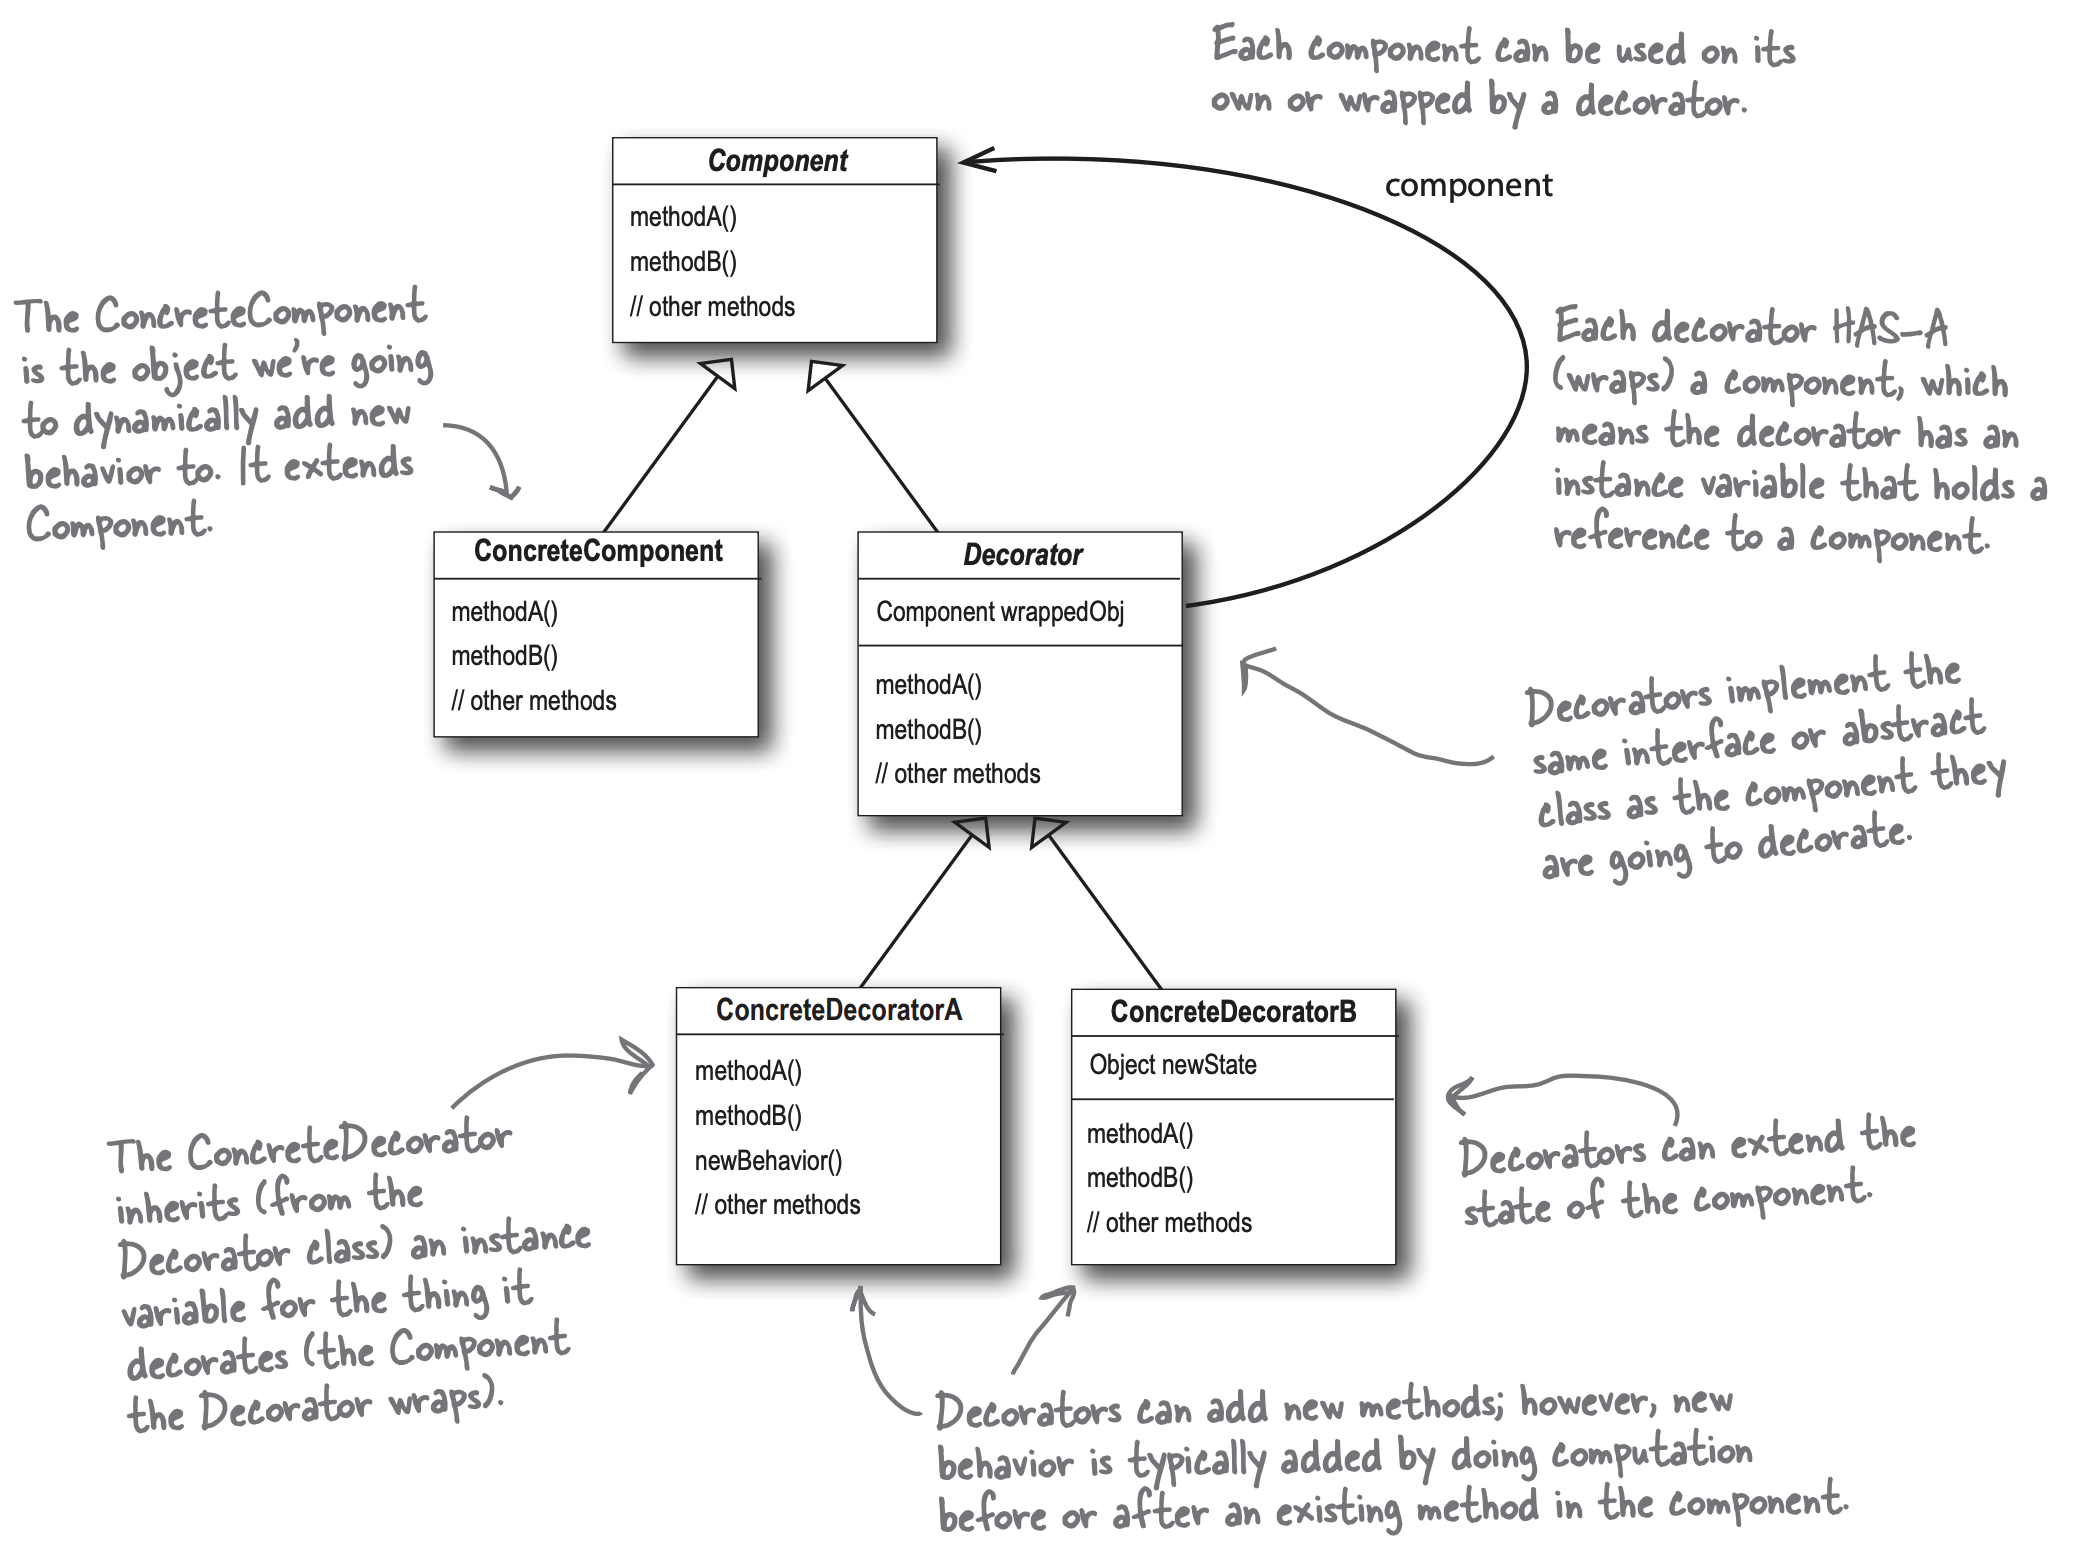 Each component can be used on its
own or wrapped by a decorator.
Component
methodA()
methodB()
// other methods
component
The ConcreteComponent
is the object we're going
to dynamically add new
behavior to. It extends
Component.
Each decorator HAS-A
(wraps) a component, which
means the decorator has an
instance variable that holds a
reference to a component.
ConcreteComponent
methodA()
methodB()
// other methods
Decorator
Component wrappedObj
methodA()
methodB()
// other methods
Decorators implement the
same interface or abstract
class as the component they
are going to decorate.
ConcreteDecoratorA
methodA()
methodB()
newBehavior()
// other methods
ConcreteDecoratorB
Object newState
methodA()
methodB()
// other methods
The ConcreteDecorator
inherits (from the
Decorator class) an instance
variable for the thing it
decorates (the Component
the Decorator wraps).
Decorators can extend the
state of the component.
Decorators can add new methods; however, new
behavior is typically added by doing computation
before or after an existing method in the component.